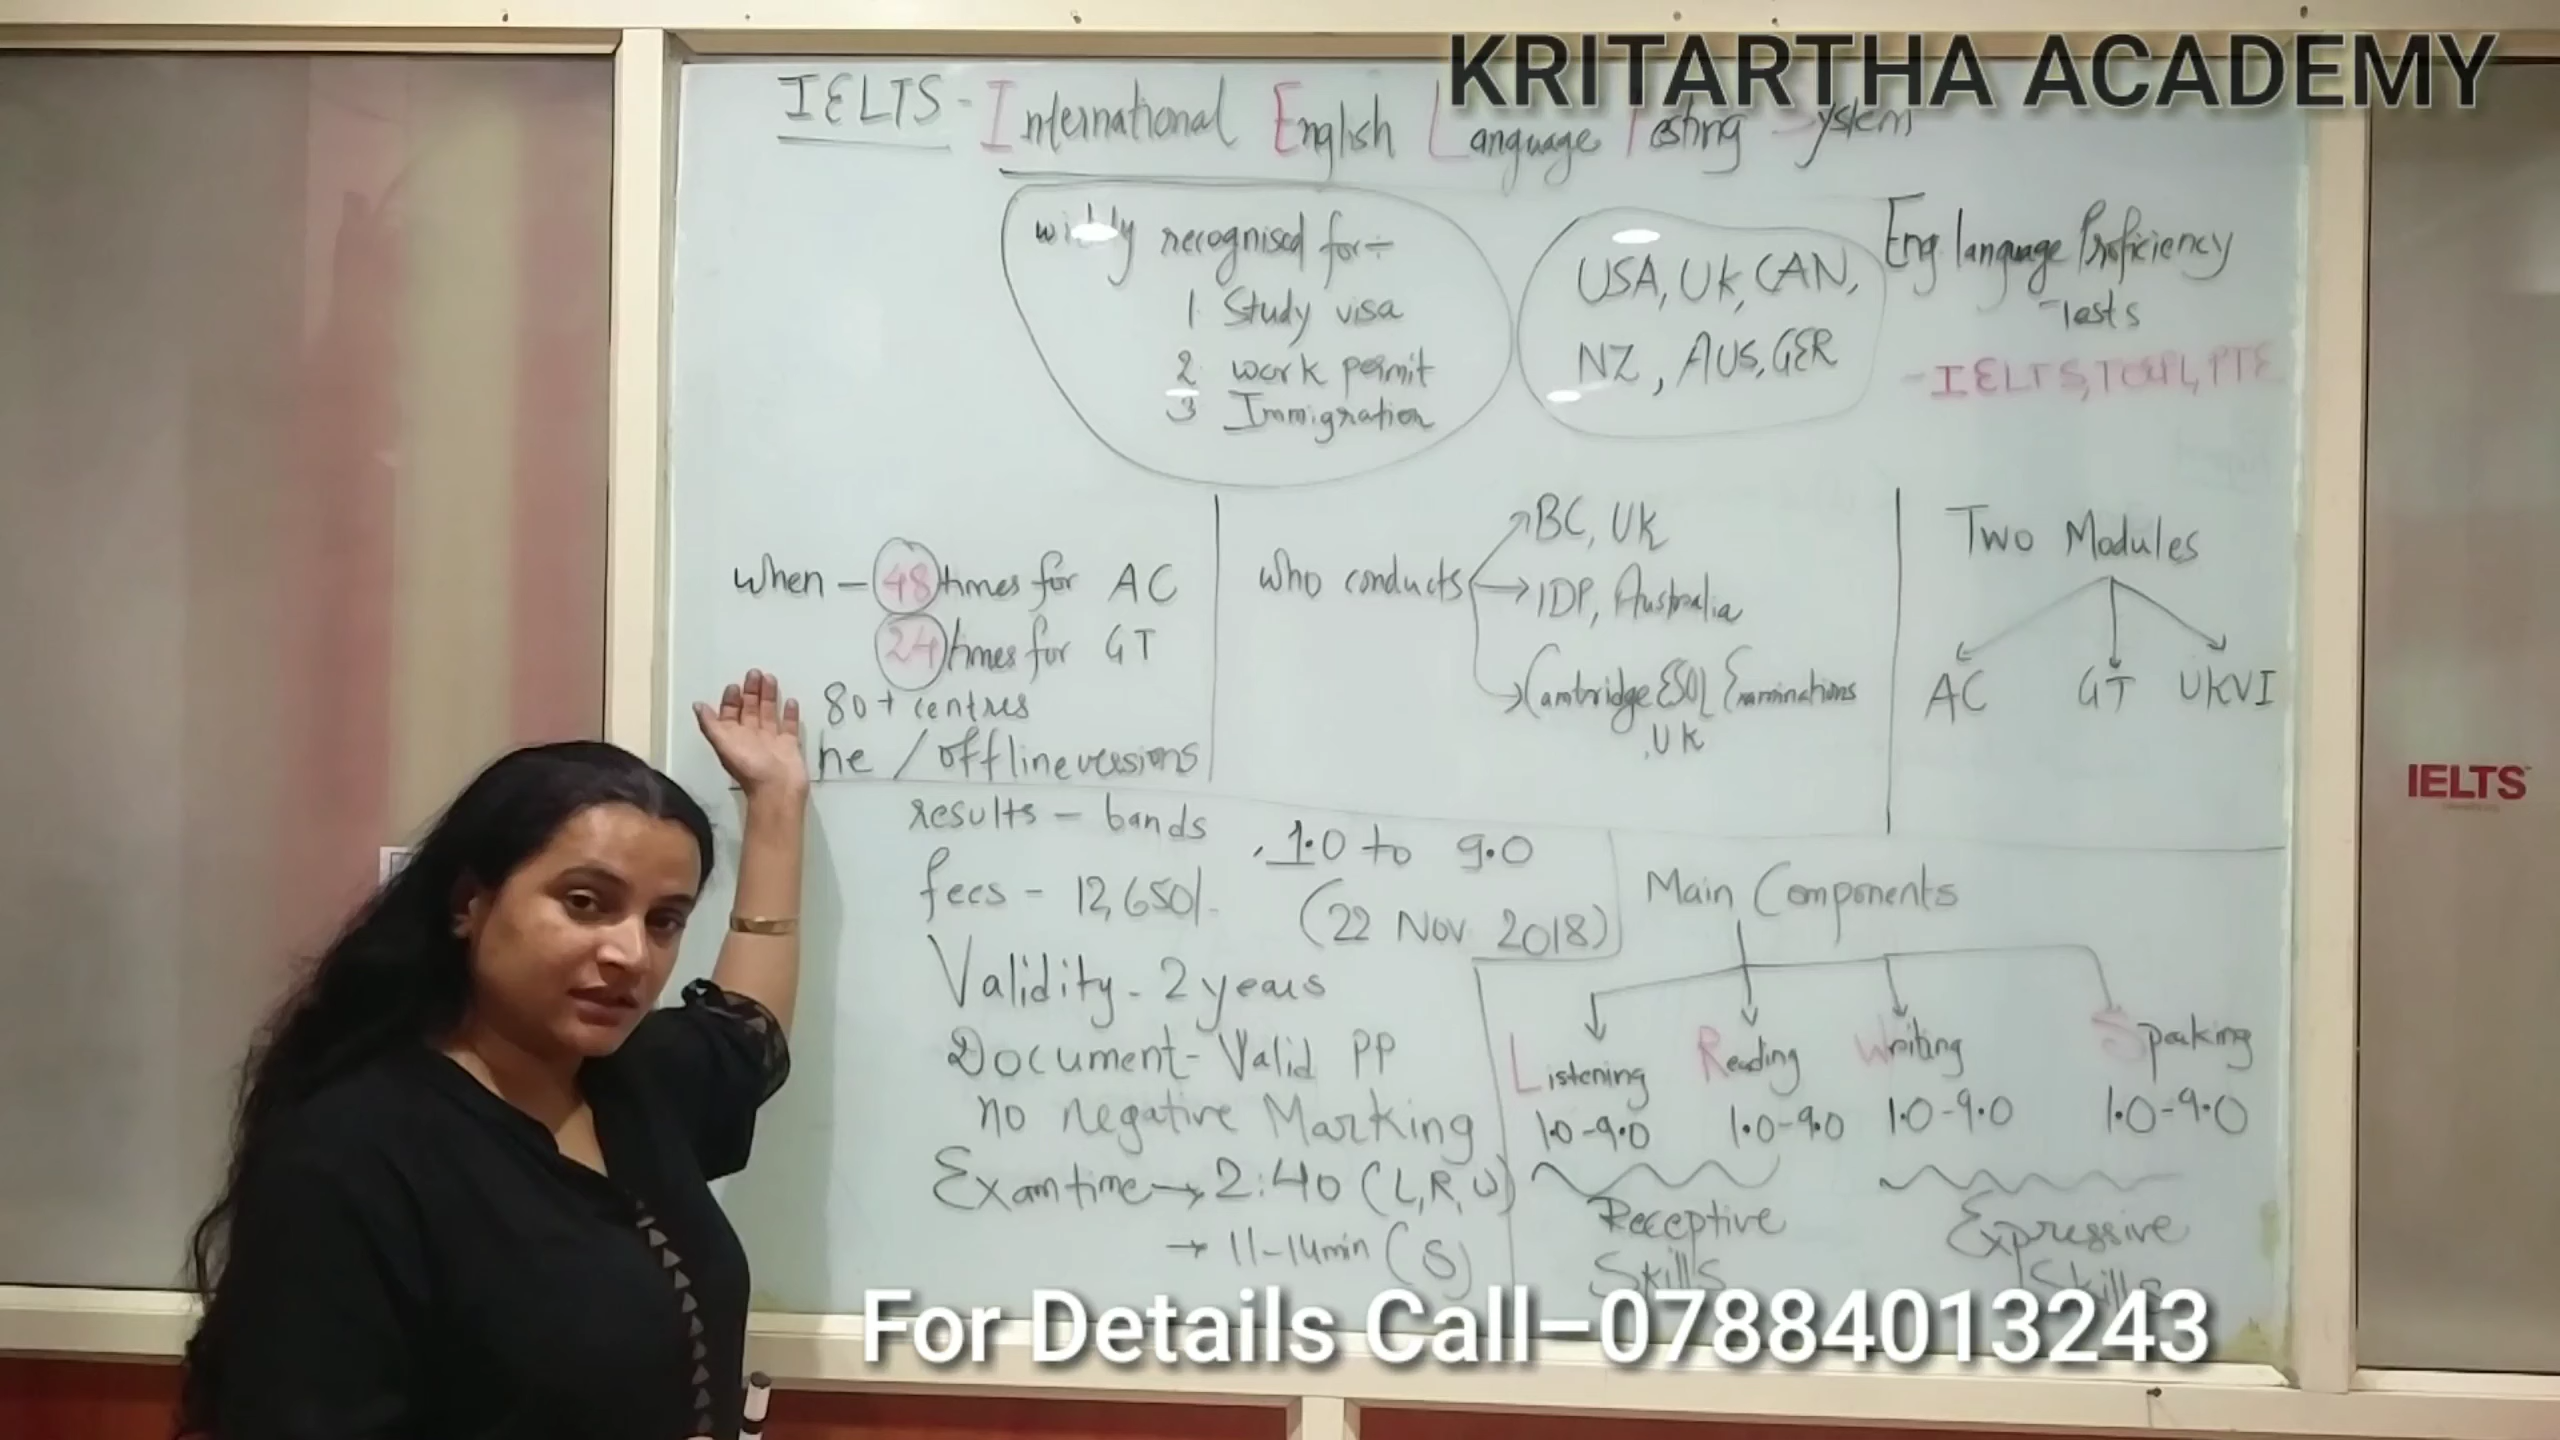 KRITARTHA ACADEMY
IELTS - International English Language Testing System
recognised for÷
1 Study visa
2 work permit
3 Immigration
USA, UK, CAN,
NZ, AUS, GER
Eng language Proficiency
Tests
- IELTS, TOEFL, PTE
When - 48 times for AC
24 times for GT
80+ centres
ne / offline versions
who conducts
BC, UK
IDP, Australia
Cambridge ESOL Examinations
, UK
Two Modules
AC GT UKVI
IELTS
results - bands , 1.0 to 9.0
fees - 12,650/- (22 Nov 2018)
Validity - 2 years
Document - Valid PP
no negative Marking
Exam time → 2:40 (L,R,W)
→ 11-14min (S)
Main Components
Listening Reading Writing Speaking
1.0-9.0 1.0-9.0 1.0-9.0 1.0-9.0
Receptive Skills
Expressive Skills
For Details Call-07884013243